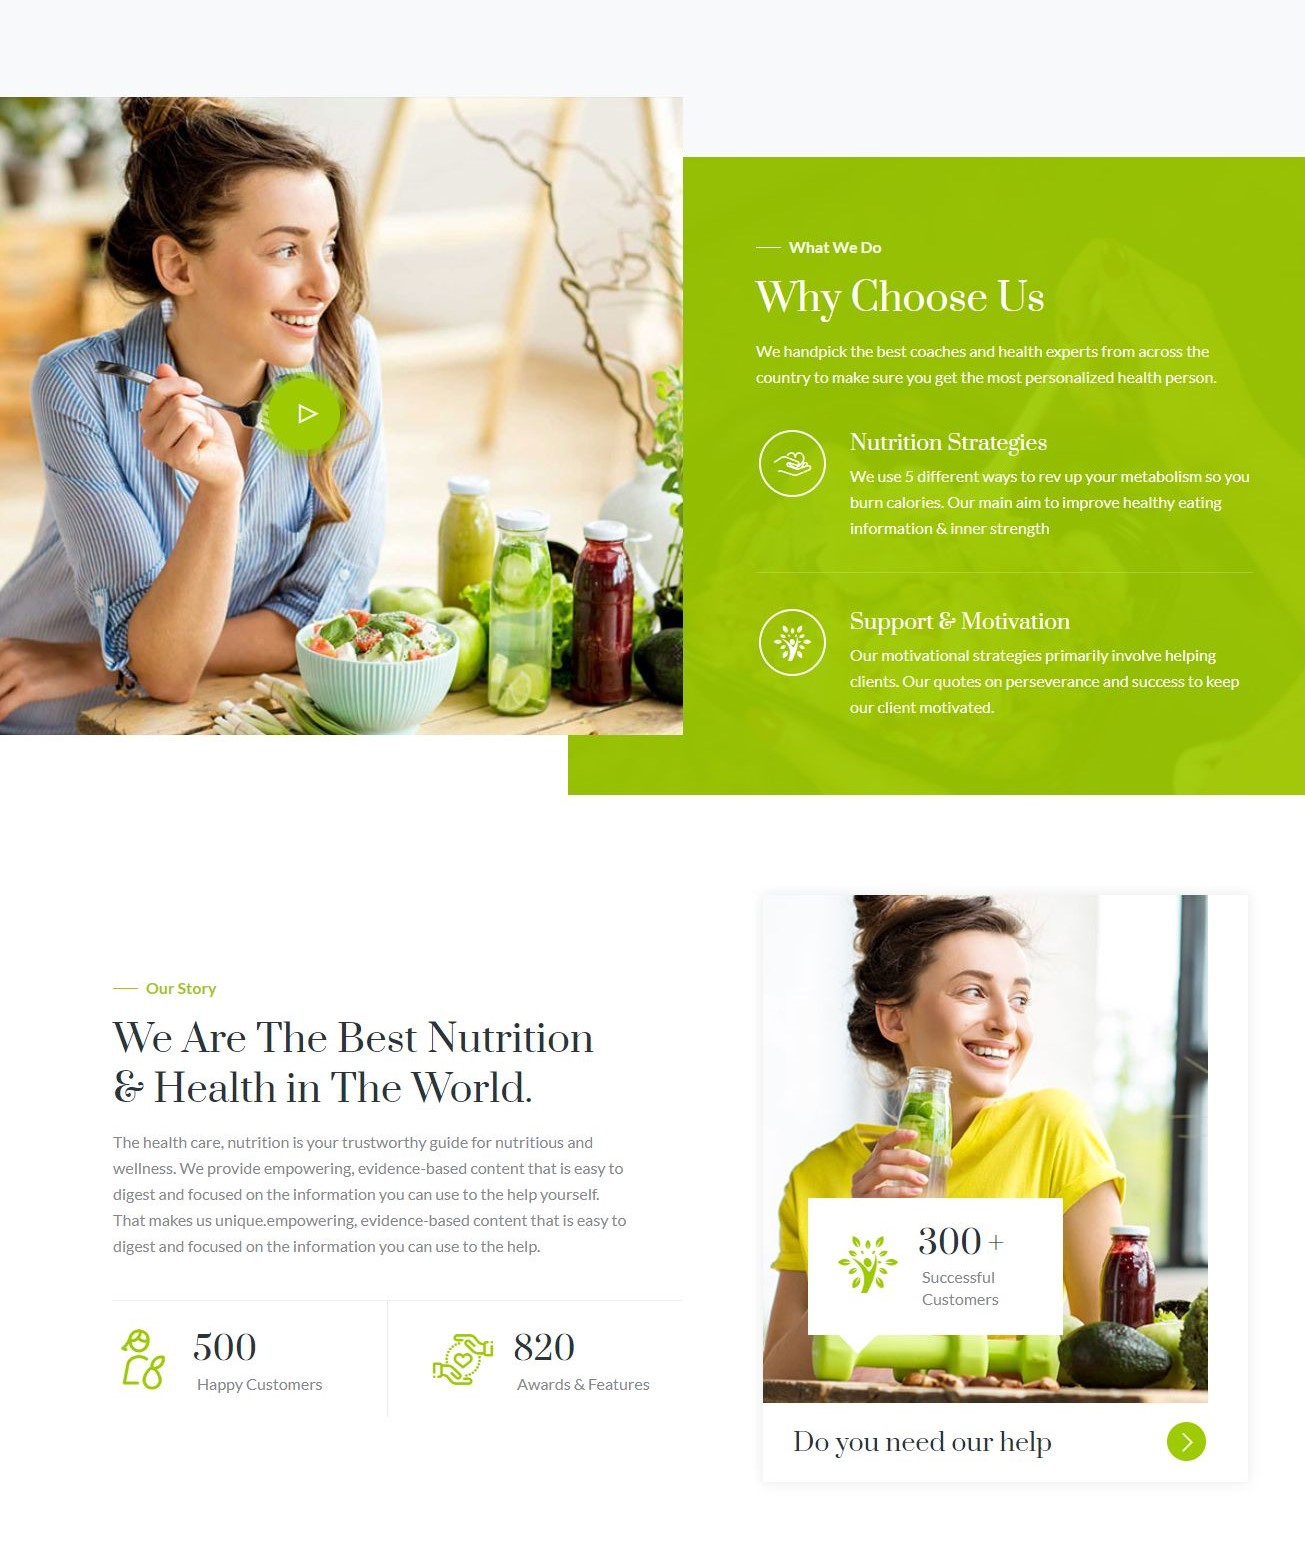 What We Do
Why Choose Us
We handpick the best coaches and health experts from across the
country to make sure you get the most personalized health person.
Nutrition Strategies
We use 5 different ways to rev up your metabolism so you
burn calories. Our main aim to improve healthy eating
information & inner strength
Support & Motivation
Our motivational strategies primarily involve helping
clients. Our quotes on perseverance and success to keep
our client motivated.
Our Story
We Are The Best Nutrition
& Health in The World.
The health care, nutrition is your trustworthy guide for nutritious and
wellness. We provide empowering, evidence-based content that is easy to
digest and focused on the information you can use to the help yourself.
That makes us unique.empowering, evidence-based content that is easy to
digest and focused on the information you can use to the help.
500
Happy Customers
820
Awards & Features
300 +
Successful
Customers
Do you need our help